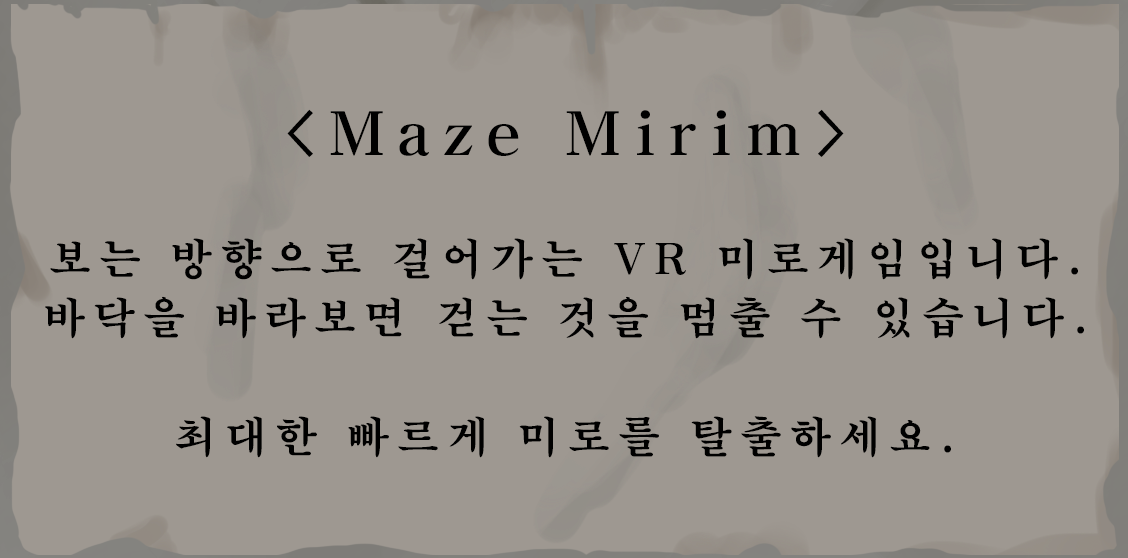 <Maze Mirim>
보는 방향으로 걸어가는 VR 미로게임입니다.
바닥을 바라보면 걷는 것을 멈출 수 있습니다.
최대한 빠르게 미로를 탈출하세요.